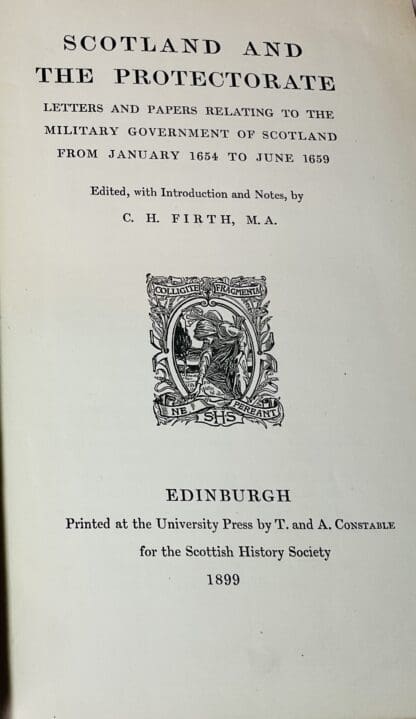 SCOTLAND AND
THE PROTECTORATE
LETTERS AND PAPERS RELATING TO THE
MILITARY GOVERNMENT OF SCOTLAND
FROM JANUARY 1654 TO JUNE 1659
Edited, with Introduction and Notes, by
C. H. FIRTH, M.A.
COLLIGITE FRAGMENTA
NE PEREANT
SHS
EDINBURGH
Printed at the University Press by T. and A. CONSTABLE
for the Scottish History Society
1899